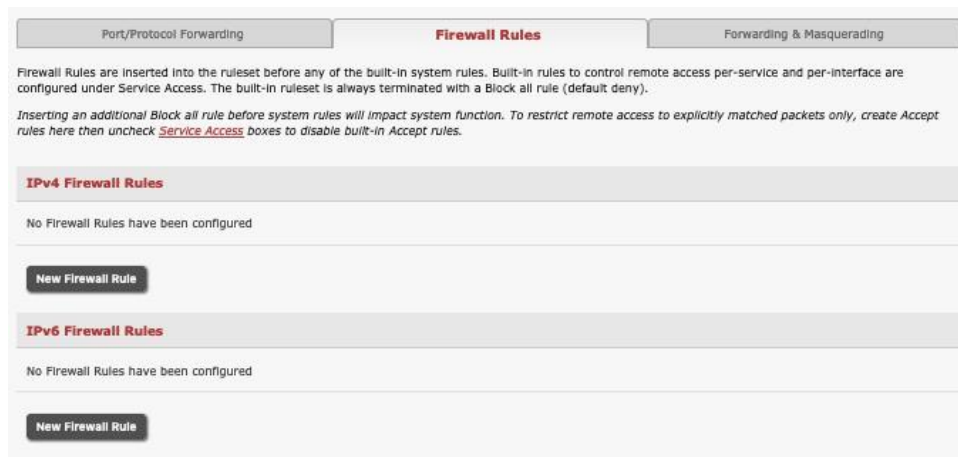 Port/Protocol Forwarding
Firewall Rules
Forwarding & Masquerading
Firewall Rules are inserted into the ruleset before any of the built-in system rules. Built-in rules to control remote access per-service and per-interface are
configured under Service Access. The built-in ruleset is always terminated with a Block all rule (default deny).
Inserting an additional Block all rule before system rules will impact system function. To restrict remote access to explicitly matched packets only, create Accept
rules here then uncheck Service Access boxes to disable built-in Accept rules.
IPv4 Firewall Rules
No Firewall Rules have been configured
New Firewall Rule
IPv6 Firewall Rules
No Firewall Rules have been configured
New Firewall Rule